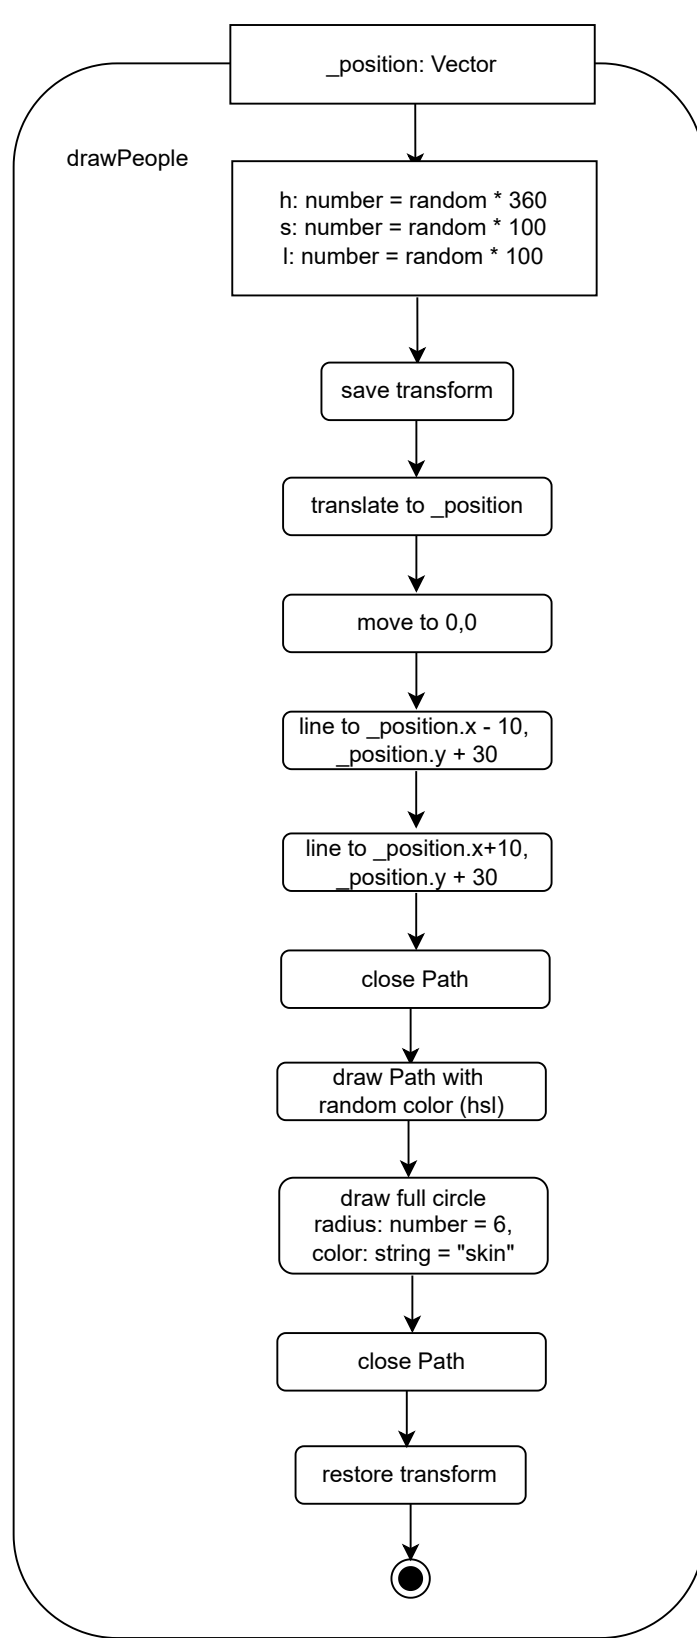 _position: Vector
drawPeople
h: number = random * 360
s: number = random * 100
l: number = random * 100
save transform
translate to _position
move to 0,0
line to _position.x - 10,
_position.y + 30
line to _position.x+10,
_position.y + 30
close Path
draw Path with
random color (hsl)
draw full circle
radius: number = 6,
color: string = "skin"
close Path
restore transform